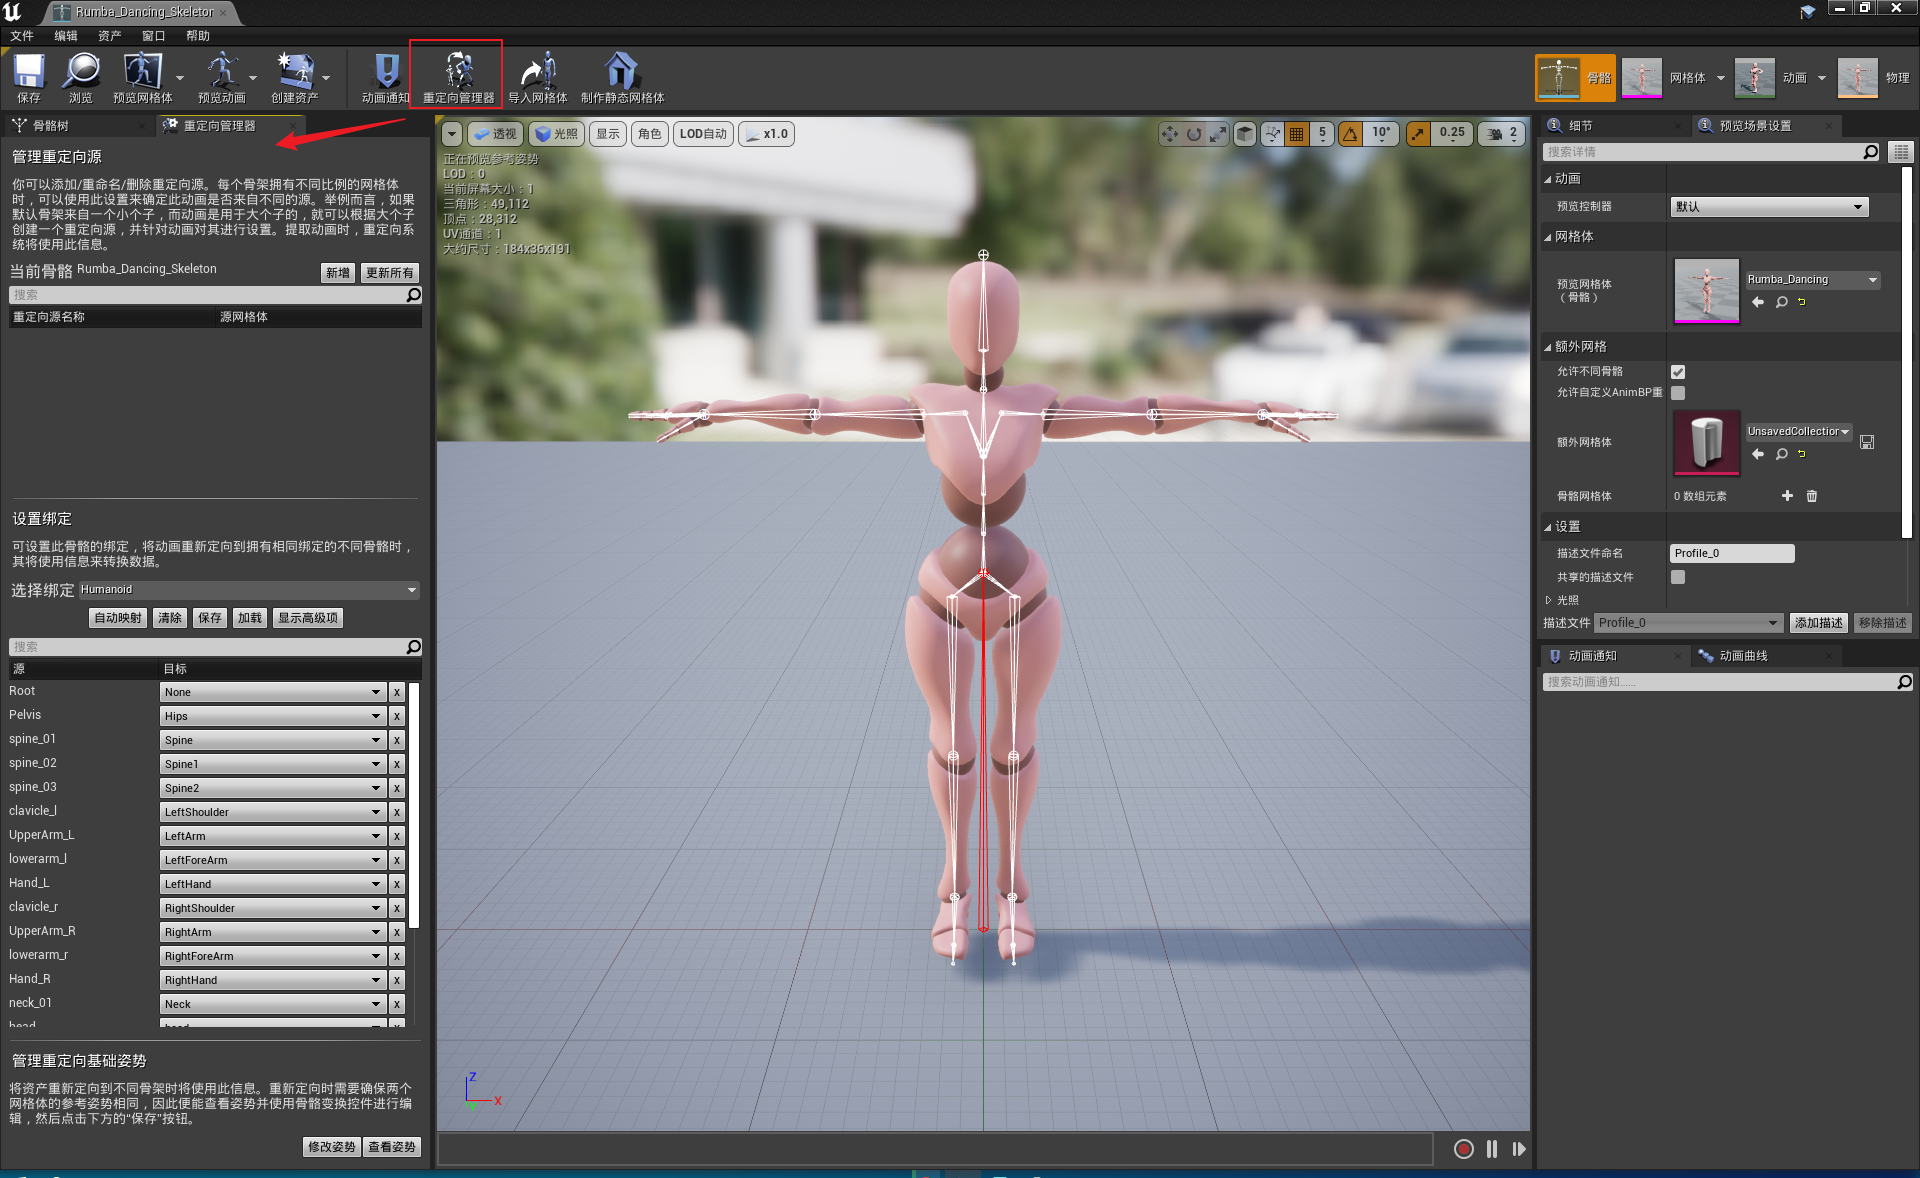 Rumba_Dancing_Skeletor
文件 编辑 资产 窗口 帮助
保存 浏览 预览网格体 预览动画 创建资产 动画通知 重定向管理器 导入网格体 制作静态网格体
骨骼 网格体 动画 物理
骨骼树 重定向管理器
管理重定向源
你可以添加/重命名/删除重定向源。每个骨架拥有不同比例的网格体
时，可以使用此设置来确定此动画是否来自不同的源。举例而言，如果
默认骨架来自一个小个子，而动画是用于大个子的，就可以根据大个子
创建一个重定向源，并针对动画对其进行设置。提取动画时，重定向系
统将使用此信息。
当前骨骼 Rumba_Dancing_Skeleton 新增 更新所有
搜索
重定向源名称 源网格体
设置绑定
可设置此骨骼的绑定，将动画重新定向到拥有相同绑定的不同骨骼时，
其将使用信息来转换数据。
选择绑定 Humanoid
自动映射 清除 保存 加载 显示高级项
搜索
源 目标
Root None x
Pelvis Hips x
spine_01 Spine x
spine_02 Spine1 x
spine_03 Spine2 x
clavicle_l LeftShoulder x
UpperArm_L LeftArm x
lowerarm_l LeftForeArm x
Hand_L LeftHand x
clavicle_r RightShoulder x
UpperArm_R RightArm x
lowerarm_r RightForeArm x
Hand_R RightHand x
neck_01 Neck x
head head x
管理重定向基础姿势
将资产重新定向到不同骨架时将使用此信息。重新定向时需要确保两个
网格体的参考姿势相同，因此便能查看姿势并使用骨骼变换控件进行编
辑，然后点击下方的“保存”按钮。
修改姿势 查看姿势
透视 光照 显示 角色 LOD自动 x1.0
5 10° 0.25 2
正在预览参考姿势
LOD：0
当前屏幕大小：1
三角形：49,112
顶点：28,312
UV通道：1
大约尺寸：184x36x191
Z
X
细节 预览场景设置
搜索详情
动画
预览控制器 默认
网格体
预览网格体
（骨骼） Rumba_Dancing
额外网格
允许不同骨骼
允许自定义AnimBP重
额外网格体 UnsavedCollection
骨骼网格体 0 数组元素
设置
描述文件命名 Profile_0
共享的描述文件
光照
描述文件 Profile_0 添加描述 移除描述
动画通知 动画曲线
搜索动画通知......